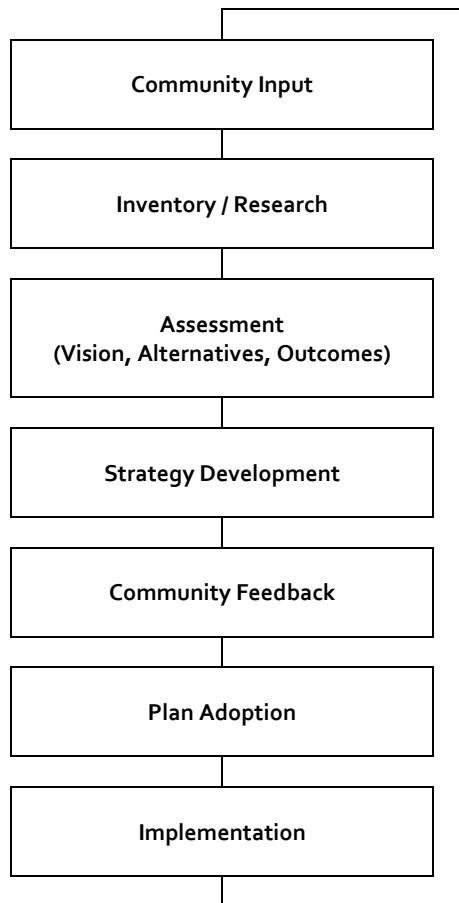 Community Input
Inventory / Research
Assessment
(Vision, Alternatives, Outcomes)
Strategy Development
Community Feedback
Plan Adoption
Implementation